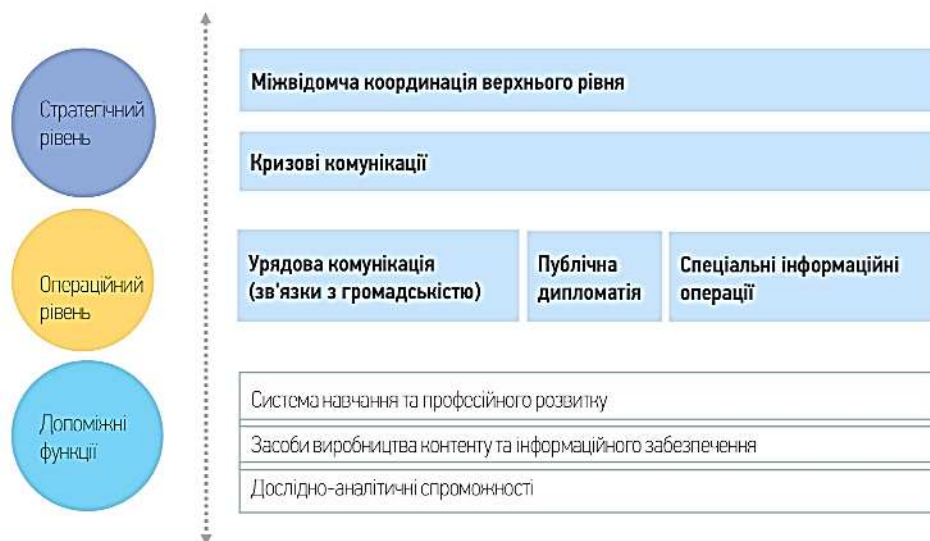 Стратегічний
рівень
Міжвідомча координація верхнього рівня
Кризові комунікації
Операційний
рівень
Урядова комунікація
(зв'язки з громадськістю)
Публічна
дипломатія
Спеціальні інформаційні
операції
Допоміжні
функції
Система навчання та професійного розвитку
Засоби виробництва контенту та інформаційного забезпечення
Дослідно-аналітичні спроможності